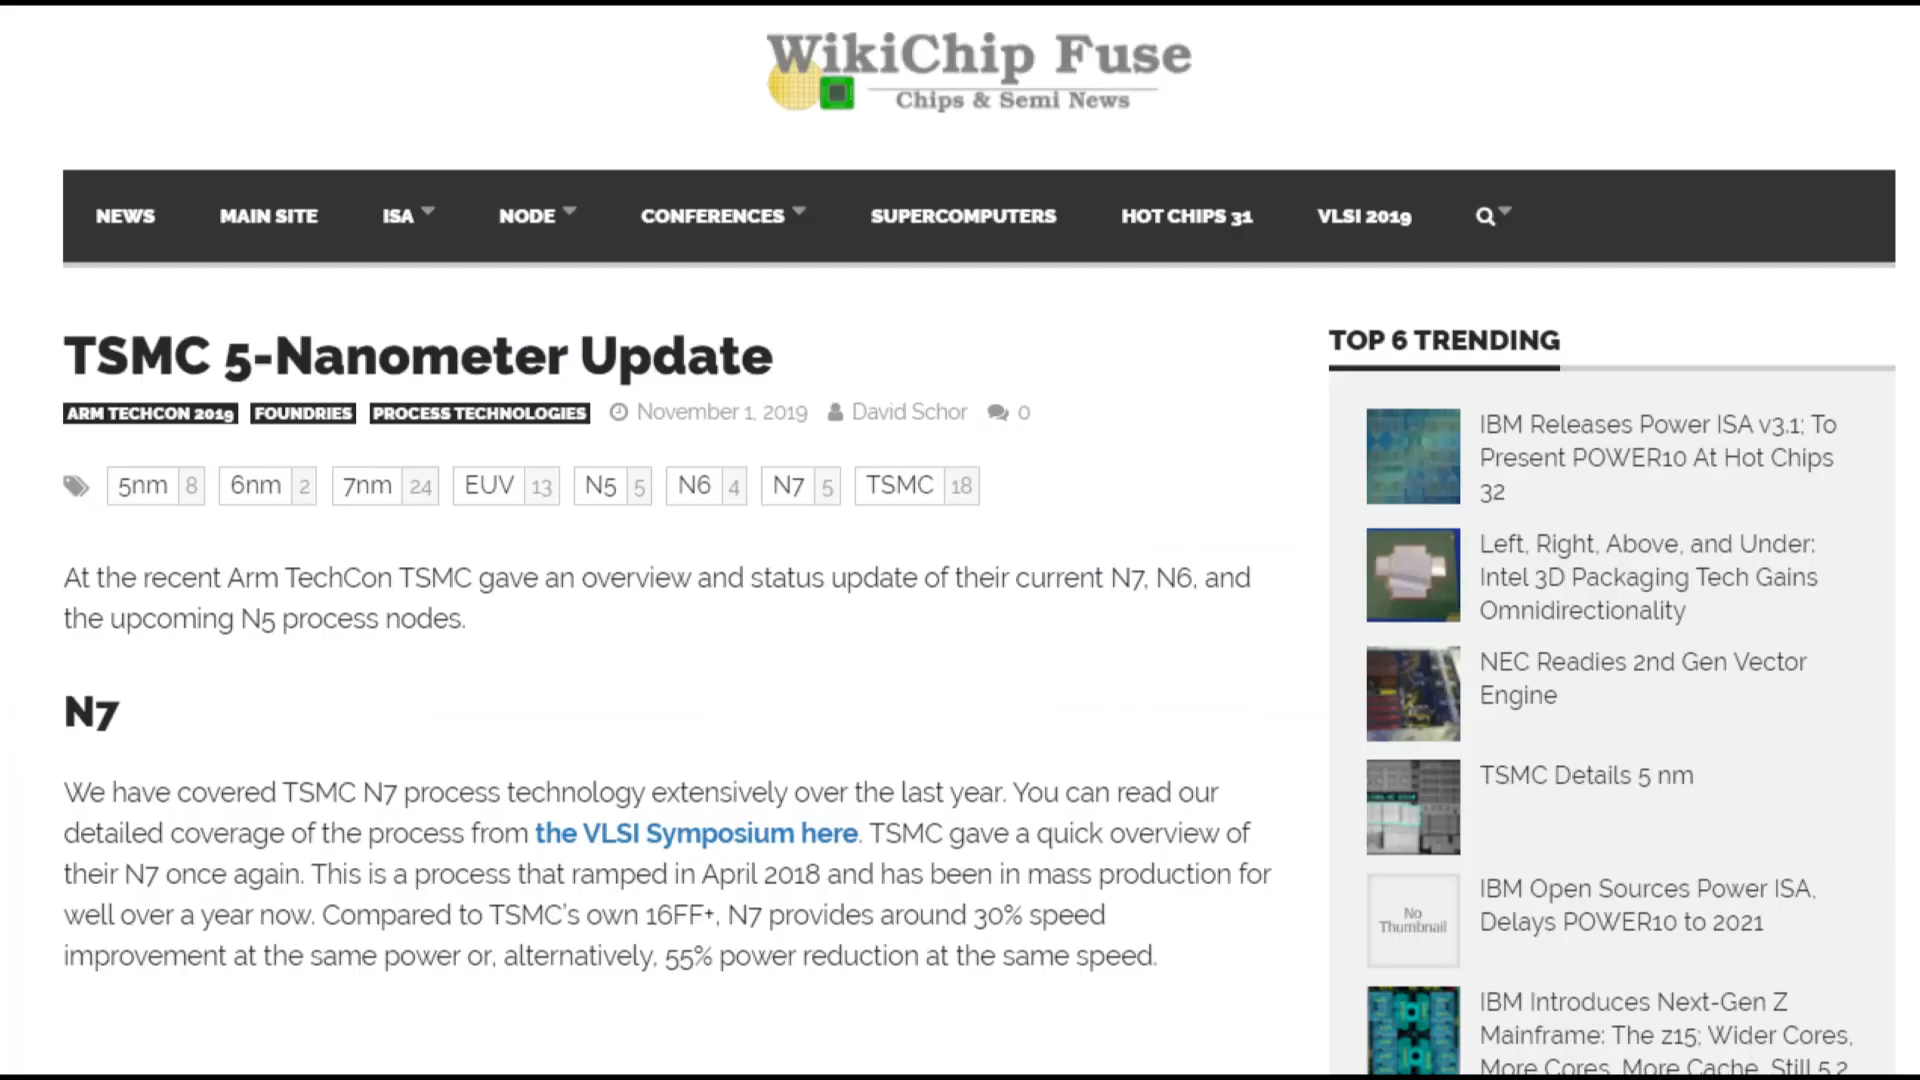 WikiChip Fuse
Chips & Semi News
NEWS MAIN SITE ISA NODE CONFERENCES SUPERCOMPUTERS HOT CHIPS 31 VLSI 2019
TSMC 5-Nanometer Update
ARM TECHCON 2019 FOUNDRIES PROCESS TECHNOLOGIES November 1, 2019 David Schor 0
5nm 8 6nm 2 7nm 24 EUV 13 N5 5 N6 4 N7 5 TSMC 18
At the recent Arm TechCon TSMC gave an overview and status update of their current N7, N6, and
the upcoming N5 process nodes.
N7
We have covered TSMC N7 process technology extensively over the last year. You can read our
detailed coverage of the process from the VLSI Symposium here. TSMC gave a quick overview of
their N7 once again. This is a process that ramped in April 2018 and has been in mass production for
well over a year now. Compared to TSMC's own 16FF+, N7 provides around 30% speed
improvement at the same power or, alternatively, 55% power reduction at the same speed.
TOP 6 TRENDING
IBM Releases Power ISA v3.1; To
Present POWER10 At Hot Chips
32
Left, Right, Above, and Under:
Intel 3D Packaging Tech Gains
Omnidirectionality
NEC Readies 2nd Gen Vector
Engine
TSMC Details 5 nm
No
Thumbnail
IBM Open Sources Power ISA,
Delays POWER10 to 2021
IBM Introduces Next-Gen Z
Mainframe: The z15; Wider Cores,
More Cores, More Cache, Still 5.2